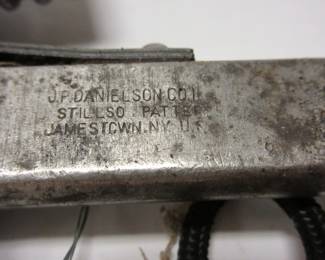 J.P. DANIELSON CO. I
STILLSO PATTE
JAMESTOWN. N.Y. U.